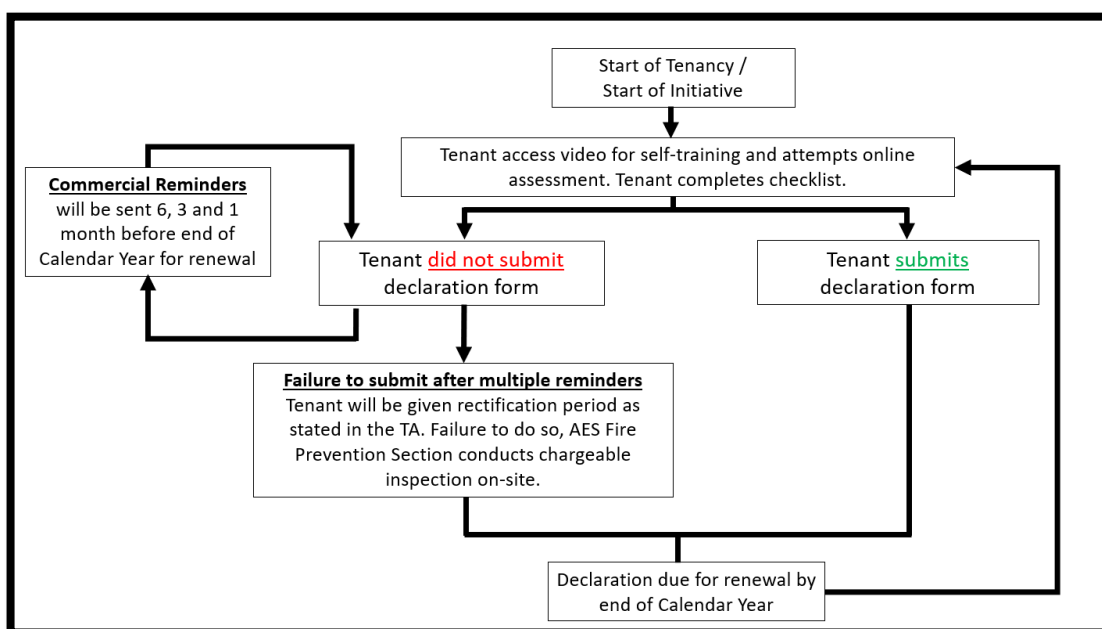 Start of Tenancy /
Start of Initiative
Tenant access video for self-training and attempts online
assessment. Tenant completes checklist.
Commercial Reminders
will be sent 6, 3 and 1
month before end of
Calendar Year for renewal
Tenant did not submit
declaration form
Tenant submits
declaration form
Failure to submit after multiple reminders
Tenant will be given rectification period as
stated in the TA. Failure to do so, AES Fire
Prevention Section conducts chargeable
inspection on-site.
Declaration due for renewal by
end of Calendar Year